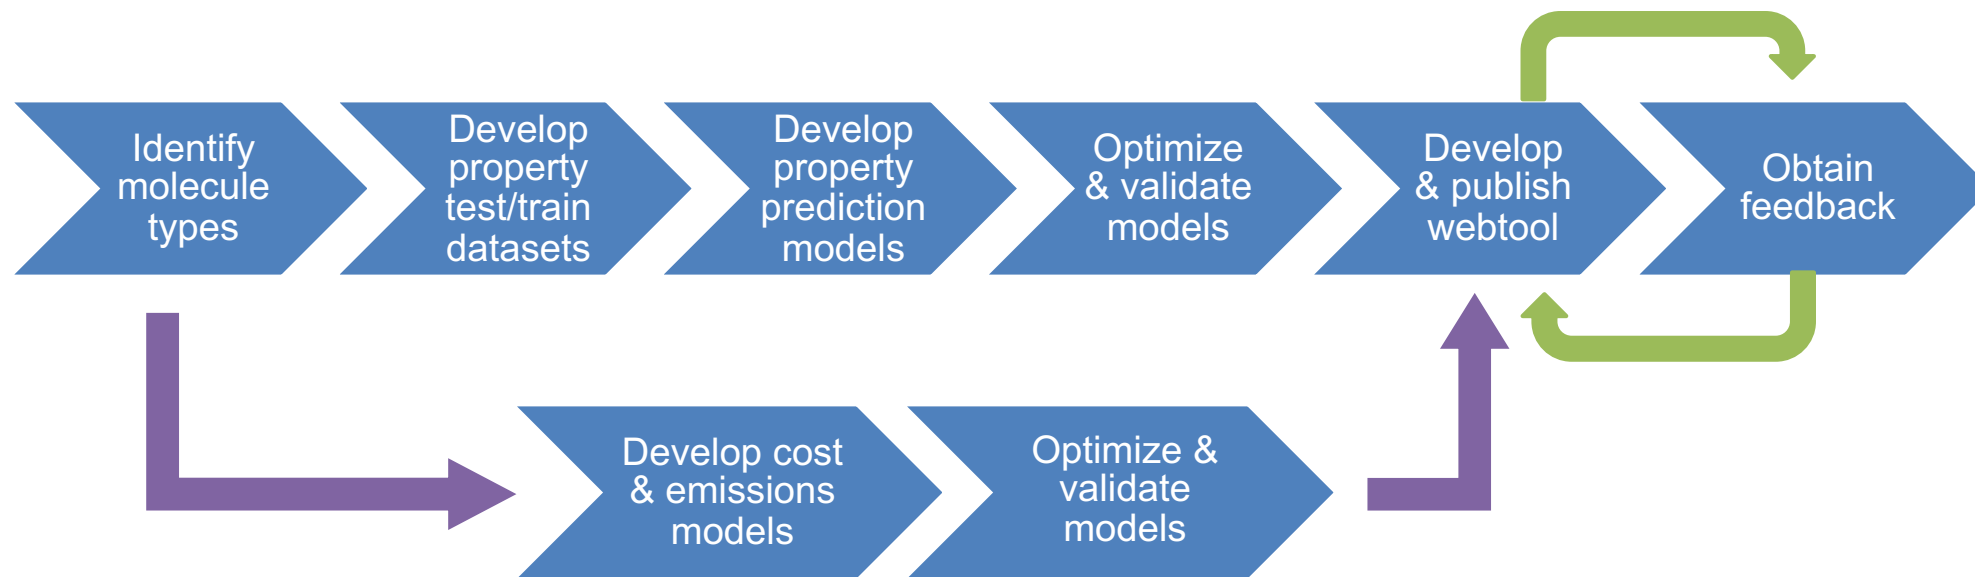 Identify
molecule
types
Develop
property
test/train
datasets
Develop
property
prediction
models
Optimize
& validate
models
Develop
& publish
webtool
Obtain
feedback
Develop cost
& emissions
models
Optimize &
validate
models